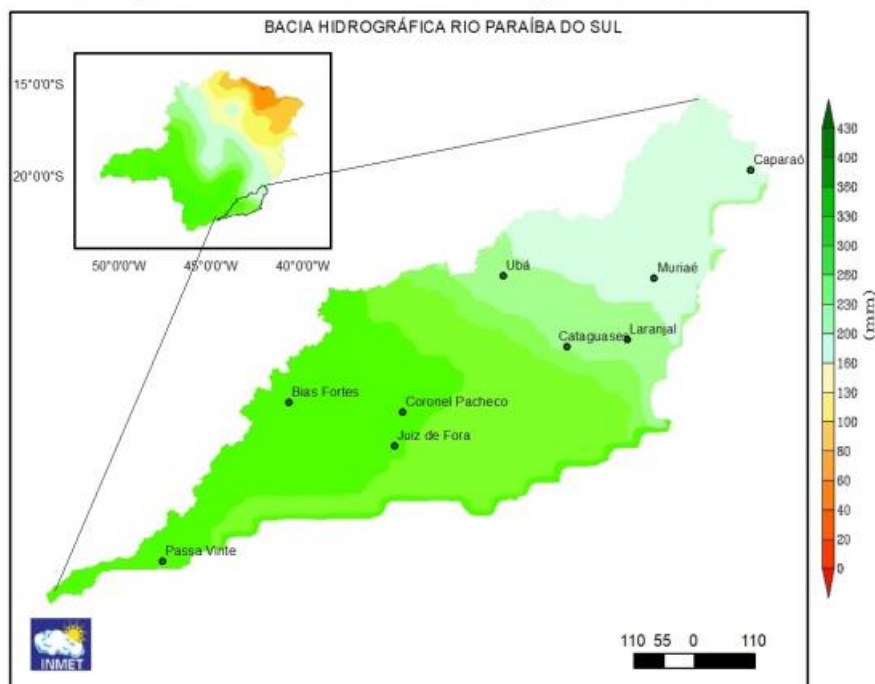 BACIA HIDROGRÁFICA RIO PARAÍBA DO SUL
15°0'0"S
20°0'0"S
50°0'0"W 45°0'0"W 40°0'0"W
Caparaó
Ubá
Muriaé
Laranjal
Cataguases
Bias Fortes
Coronel Pacheco
Juiz de Fora
Passa Vinte
INMET
110 55 0 110
430
400
360
330
300
260
230
200
160
130
100
80
60
40
20
0
(mm)